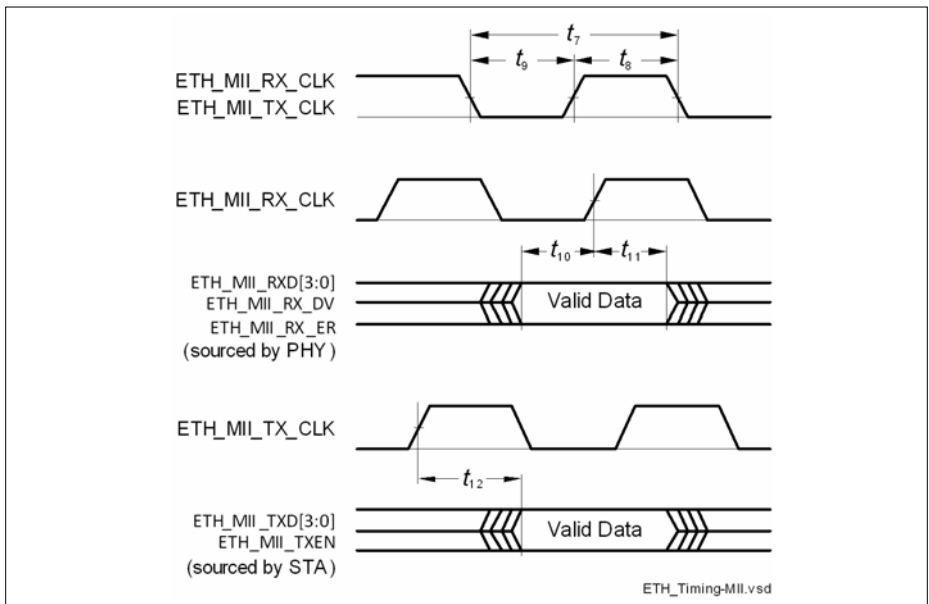 t7
t9 t8
ETH_MII_RX_CLK
ETH_MII_TX_CLK
ETH_MII_RX_CLK
t10 t11
ETH_MII_RXD[3:0]
ETH_MII_RX_DV
ETH_MII_RX_ER
(sourced by PHY )
Valid Data
ETH_MII_TX_CLK
t12
ETH_MII_TXD[3:0]
ETH_MII_TXEN
(sourced by STA)
Valid Data
ETH_Timing-MII.vsd